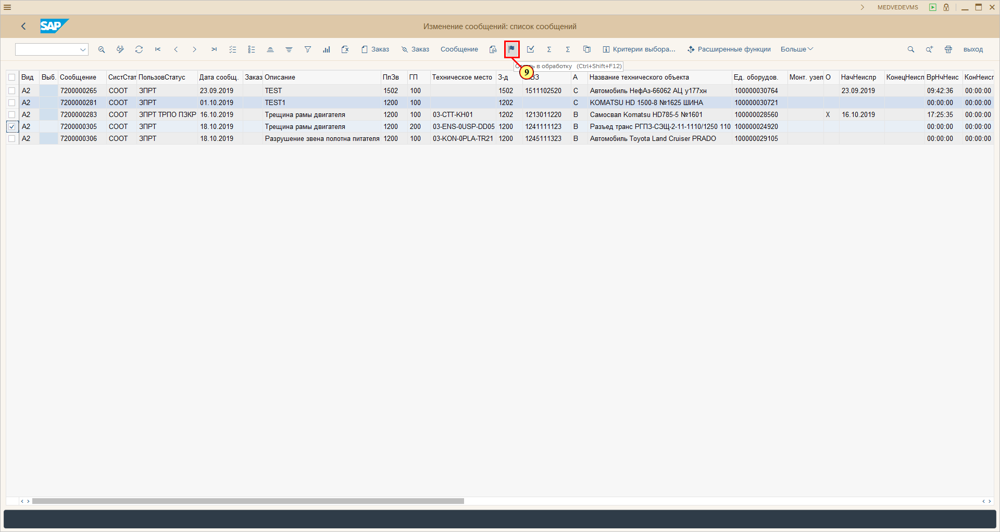 MEDVEDEVMS
SAP
Изменение сообщений: список сообщений
Заказ Заказ Сообщение Σ Σ Критерии выбора... Расширенные функции Больше выход
в обработку (Ctrl+Shift+F12)
9
Вид Выб. Сообщение СистСтат ПользовСтатус Дата сообщ. Заказ Описание ПлЗв ГП Техническое место З-д А Название технического объекта Ед. оборудов. Монт. узел О НачНеиспр КонецНеисп ВрНчНеис КонНеисп
A2 7200000265 СООТ ЗПРТ 23.09.2019 TEST 1502 100 1502 1511102520 C Автомобиль НефАз-66062 АЦ у177хн 100000030764 23.09.2019 09:42:36 00:00:00
A2 7200000281 СООТ ЗПРТ 01.10.2019 TEST1 1200 100 1202 C KOMATSU HD 1500-8 №1625 ШИНА 100000030721 00:00:00 00:00:00
A2 7200000283 СООТ ЗПРТ ТРПО ПЗКР 16.10.2019 Трещина рамы двигателя 1200 100 03-CTT-KH01 1202 1213011220 B Самосвал Komatsu HD785-5 №1601 100000028560 X 16.10.2019 17:25:35 00:00:00
A2 7200000305 СООТ ЗПРТ 18.10.2019 Трещина рамы двигателя 1200 200 03-ENS-0USP-DD05 1200 1241111123 B Разъед транс РГПЗ-СЭЩ-2-11-1110/1250 110 100000024920 00:00:00 00:00:00
A2 7200000306 СООТ ЗПРТ 18.10.2019 Разрушение звена полотна питателя 1200 100 03-KON-0PLA-TR21 1200 1245111323 B Автомобиль Toyota Land Cruiser PRADO 100000029105 00:00:00 00:00:00